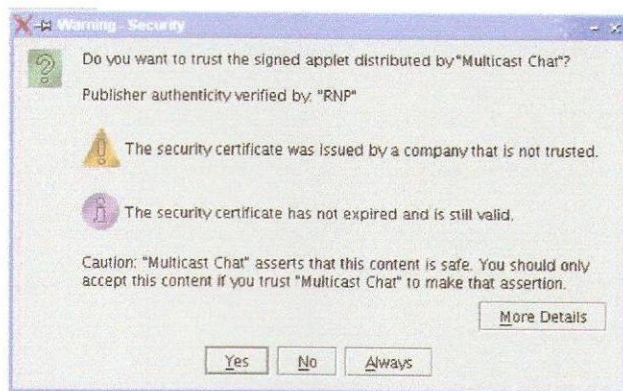 Warning - Security
Do you want to trust the signed applet distributed by "Multicast Chat"?
Publisher authenticity verified by: "RNP"
The security certificate was issued by a company that is not trusted.
The security certificate has not expired and is still valid.
Caution: "Multicast Chat" asserts that this content is safe. You should only
accept this content if you trust "Multicast Chat" to make that assertion.
More Details
Yes No Always